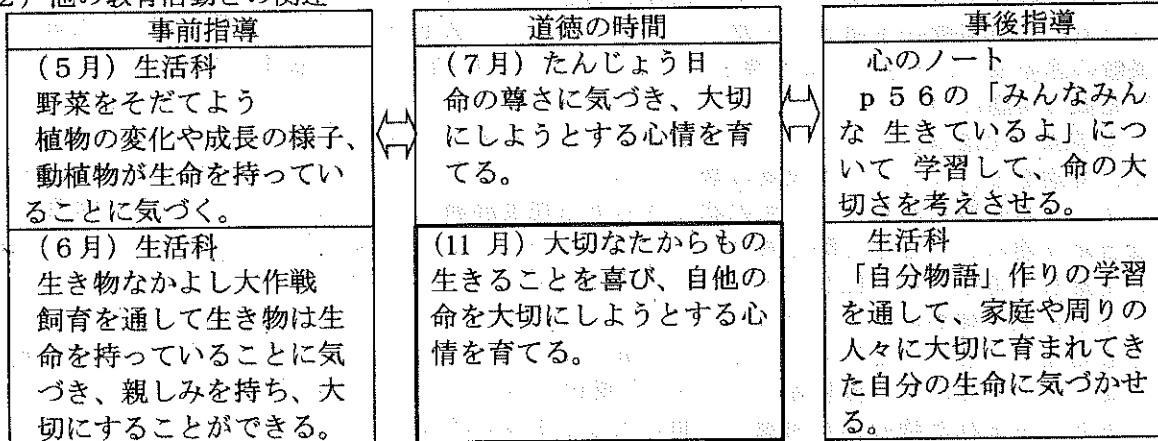 2）他の教育活動との関連
事前指導
（5月）生活科
野菜をそだてよう
植物の変化や成長の様子、
動植物が生命を持ってい
ることに気づく。
（6月）生活科
生き物なかよし大作戦
飼育を通して生き物は生
命を持っていることに気
づき、親しみを持ち、大
切にすることができる。
道徳の時間
（7月）たんじょう日
命の尊さに気づき、大切
にしようとする心情を育
てる。
（11 月）大切なたからもの
生きることを喜び、自他の
命を大切にしようとする心
情を育てる。
事後指導
心のノート
ｐ５６の「みんなみん
な 生きているよ」につ
いて 学習して、命の大
切さを考えさせる。
生活科
「自分物語」作りの学習
を通して、家庭や周りの
人々に大切に育まれてき
た自分の生命に気づかせ
る。